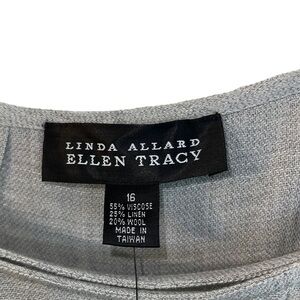 LINDA ALLARD
ELLEN TRACY
16
55% VISCOSE
25% LINEN
20% WOOL
MADE IN
TAIWAN